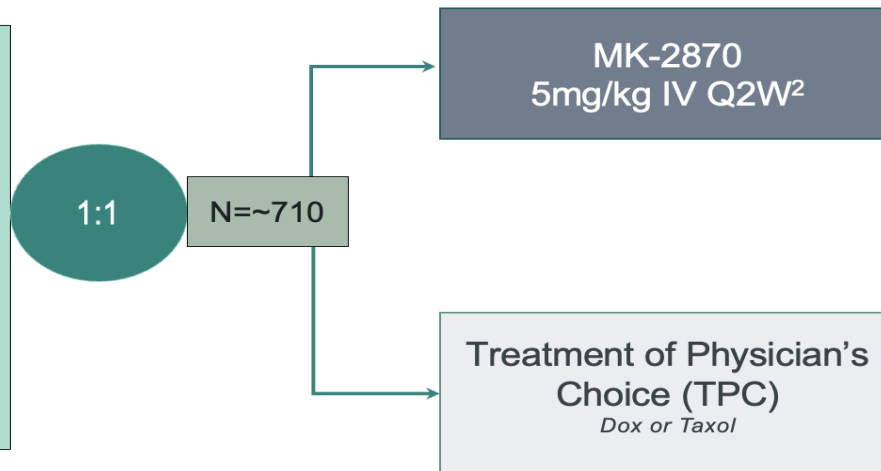 MK-2870
5mg/kg IV Q2W²
1:1
N=~710
Treatment of Physician’s
Choice (TPC)
Dox or Taxol